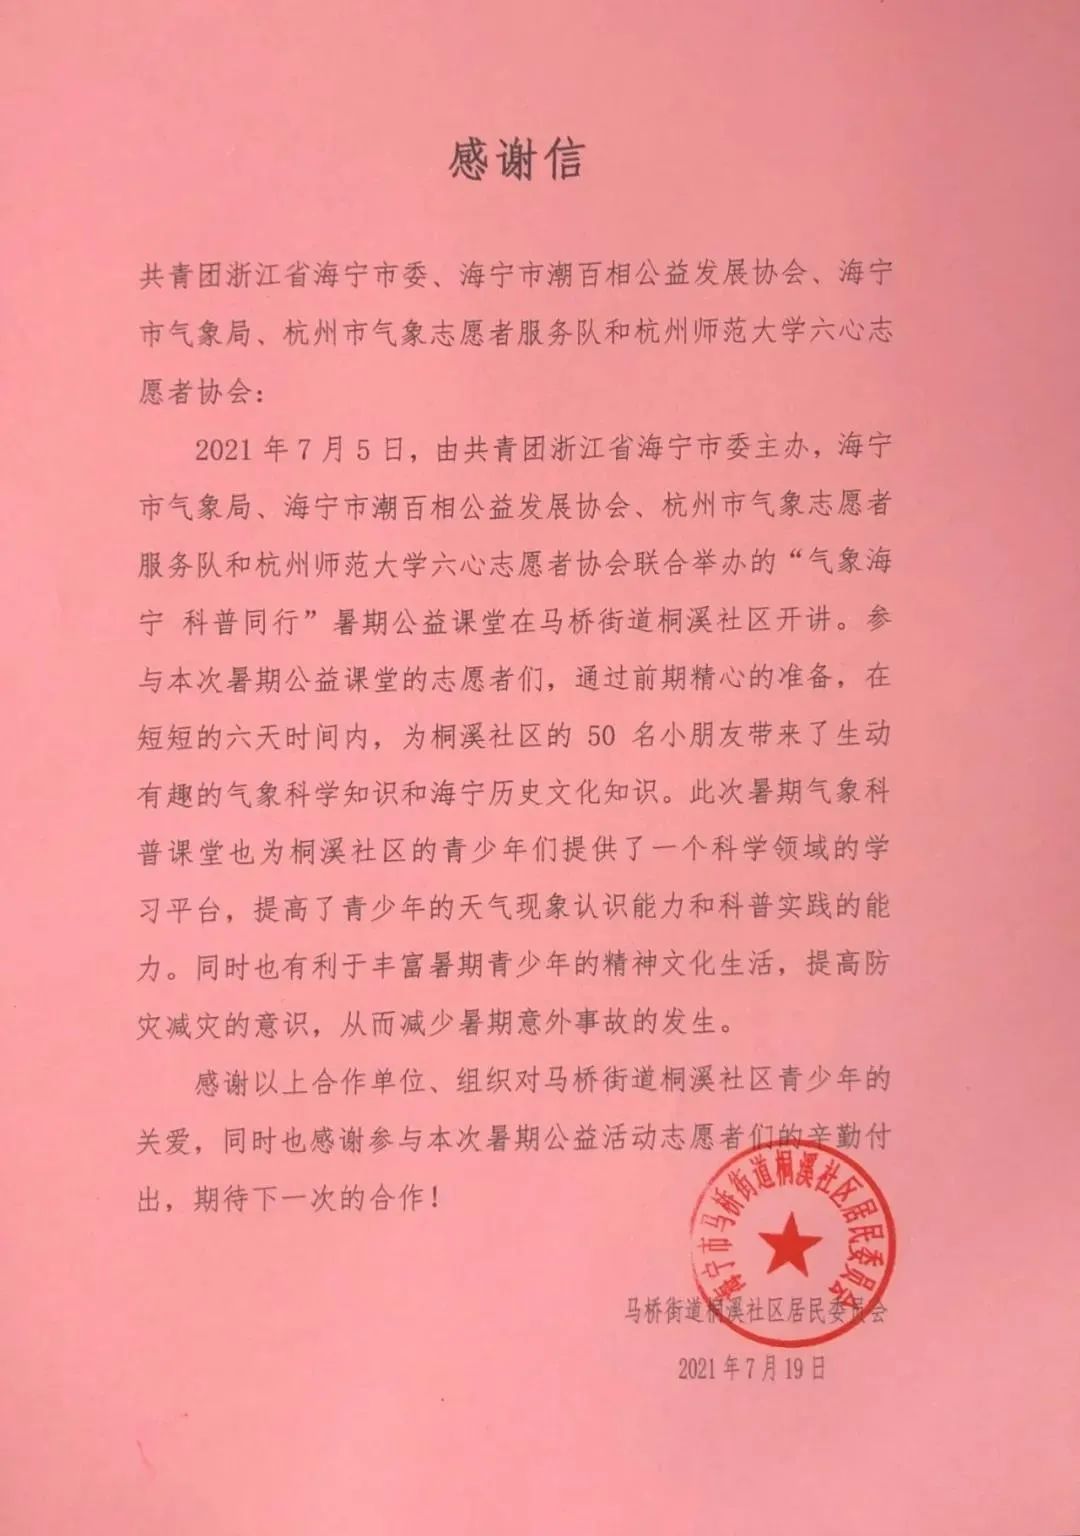 感谢信
共青团浙江省海宁市委、海宁市潮百相公益发展协会、海宁
市气象局、杭州市气象志愿者服务队和杭州师范大学六心志
愿者协会：
2021年7月5日，由共青团浙江省海宁市委主办，海宁
市气象局、海宁市潮百相公益发展协会、杭州市气象志愿者
服务队和杭州师范大学六心志愿者协会联合举办的“气象海
宁 科普同行”暑期公益课堂在马桥街道桐溪社区开讲。参
与本次暑期公益课堂的志愿者们，通过前期精心的准备，在
短短的六天时间内，为桐溪社区的 50 名小朋友带来了生动
有趣的气象科学知识和海宁历史文化知识。此次暑期气象科
普课堂也为桐溪社区的青少年们提供了一个科学领域的学
习平台，提高了青少年的天气现象认识能力和科普实践的能
力。同时也有利于丰富暑期青少年的精神文化生活，提高防
灾减灾的意识，从而减少暑期意外事故的发生。
感谢以上合作单位、组织对马桥街道桐溪社区青少年的
关爱，同时也感谢参与本次暑期公益活动志愿者们的辛勤付
出，期待下一次的合作！
海宁市马桥街道桐溪社区居民委员会
马桥街道桐溪社区居民委员会
2021年7月19日